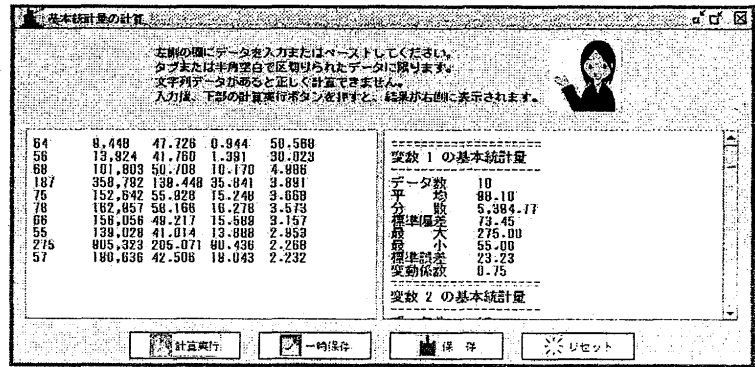 基本統計量の計算
左側の欄にデータを入力またはペーストしてください。
タブまたは半角空白で区切られたデータに限ります。
文字列データがあると正しく計算できません。
入力後、下部の計算実行ボタンを押すと、結果が右側に表示されます。
64 9,448 47.726 0.944 50.568
56 13,924 41.760 1.391 30.023
68 101,803 50.708 10.170 4.986
187 358,782 139.448 35.841 3.891
75 152,642 55.928 15.248 3.668
78 162,957 58.166 16.278 3.573
66 156,056 49.217 15.589 3.157
55 139,028 41.014 13.888 2.953
275 905,323 205.071 90.436 2.268
57 190,636 42.506 19.043 2.232
変数 1 の基本統計量
データ数 10
平 均 98.10
分 散 5,394.77
標準偏差 73.45
最 大 275.00
最 小 55.00
標準誤差 23.23
変動係数 0.75
変数 2 の基本統計量
計算実行
一時保存
保 存
リセット